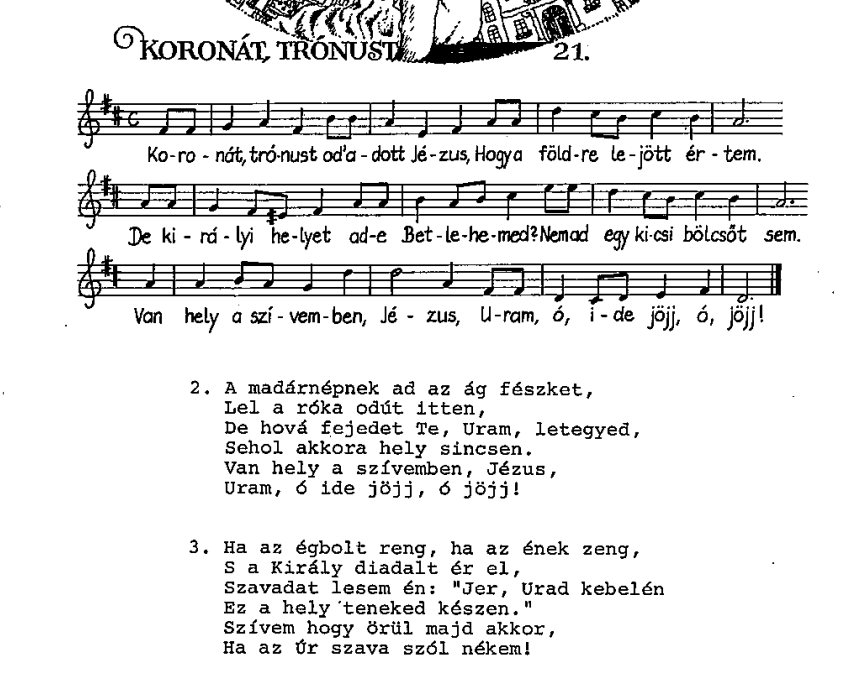 KORONÁT, TRÓNUST 21.
Ko-ro-nát, tró-nust od'a-dott Jé-zus, Hogy a föld-re le-jött ér-tem.
De ki-rá-lyi he-lyet ad-e Bet-le-he-med? Nem ad egy ki-csi bölcsőt sem.
Van hely a szí-vem-ben, Jé-zus, U-ram, ó, i-de jöjj, ó, jöjj!
2. A madárnépnek ad az ág fészket,
Lel a róka odút itten,
De hová fejedet Te, Uram, letegyed,
Sehol akkora hely sincsen.
Van hely a szívemben, Jézus,
Uram, ó ide jöjj, ó jöjj!
3. Ha az égbolt reng, ha az ének zeng,
S a Király diadalt ér el,
Szavadat lesem én: "Jer, Urad kebelén
Ez a hely teneked készen."
Szívem hogy örül majd akkor,
Ha az Úr szava szól nékem!